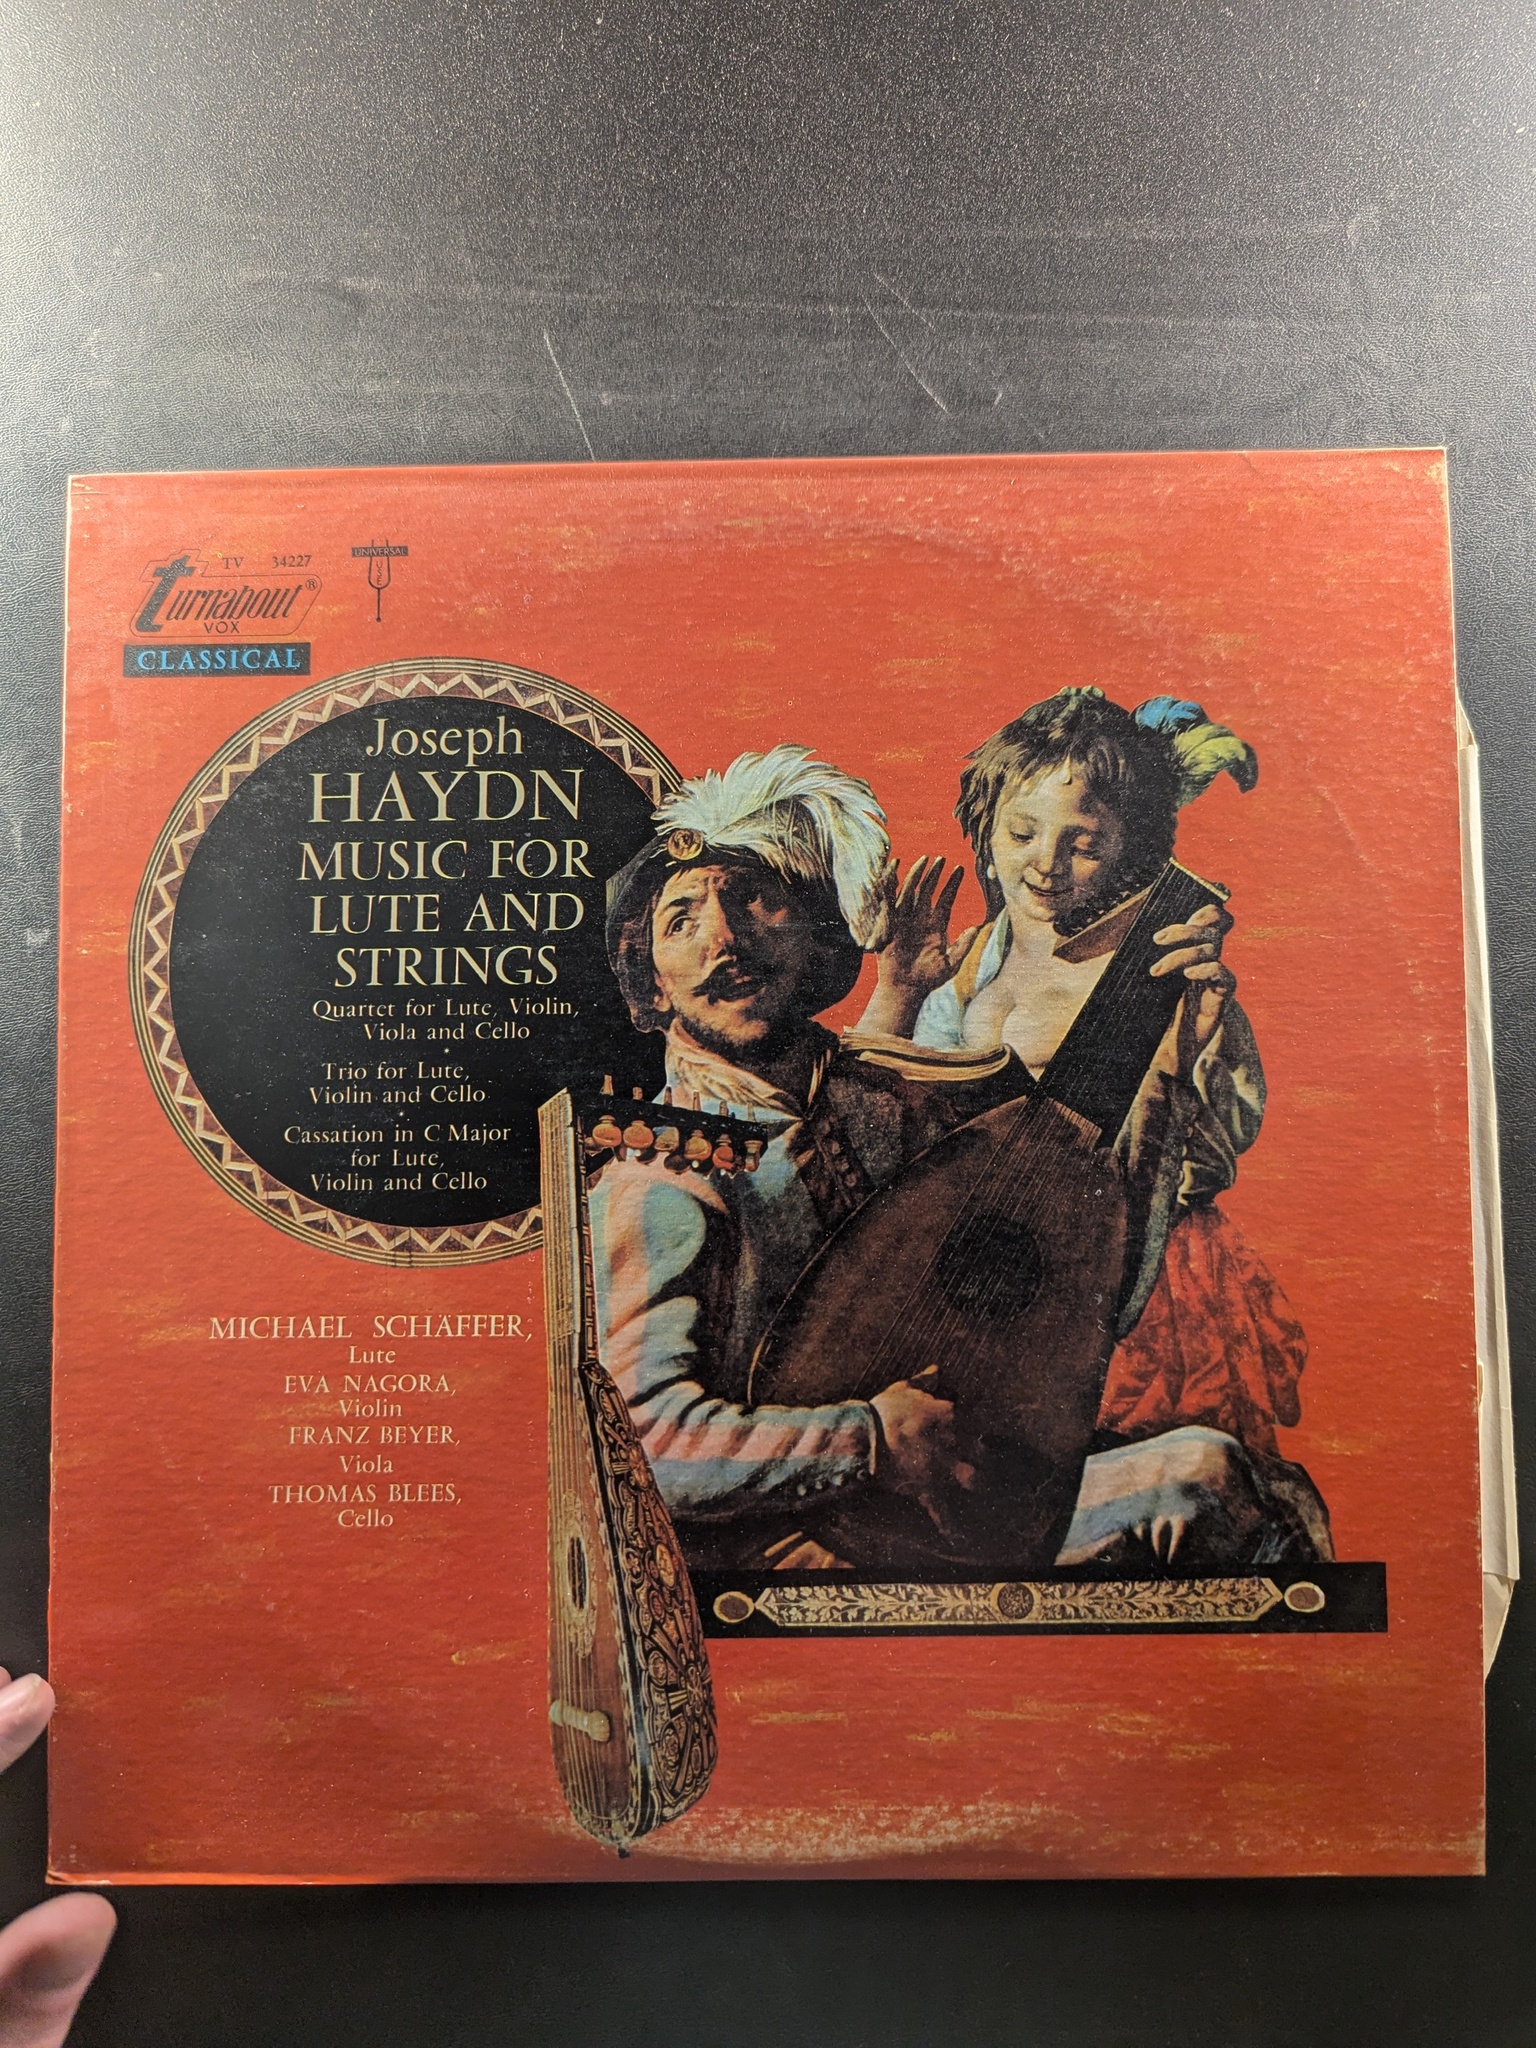 TV 34227
turnabout®
VOX
CLASSICAL
UNIVERSAL
USE
Joseph
HAYDN
MUSIC FOR
LUTE AND
STRINGS
Quartet for Lute, Violin,
Viola and Cello
Trio for Lute,
Violin and Cello
Cassation in C Major
for Lute,
Violin and Cello
MICHAEL SCHÄFFER,
Lute
EVA NAGORA,
Violin
FRANZ BEYER,
Viola
THOMAS BLEES,
Cello